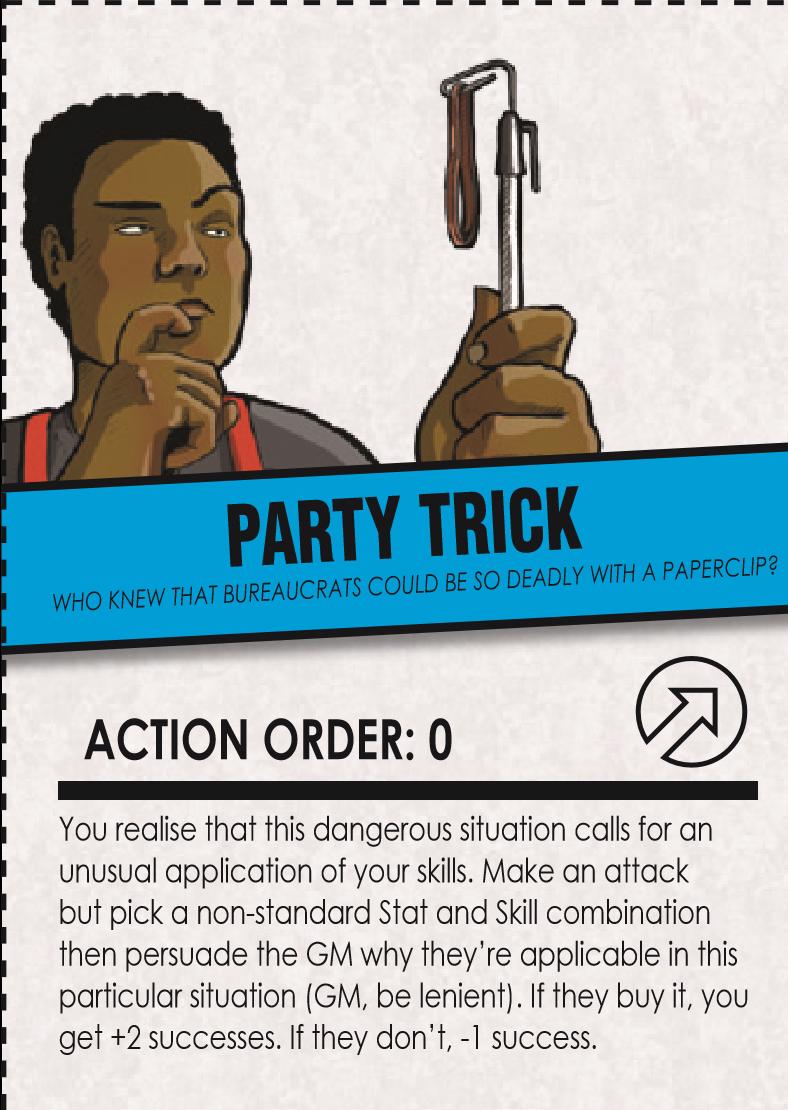 PARTY TRICK
WHO KNEW THAT BUREAUCRATS COULD BE SO DEADLY WITH A PAPERCLIP?
ACTION ORDER: 0
You realise that this dangerous situation calls for an
unusual application of your skills. Make an attack
but pick a non-standard Stat and Skill combination
then persuade the GM why they’re applicable in this
particular situation (GM, be lenient). If they buy it, you
get +2 successes. If they don’t, -1 success.